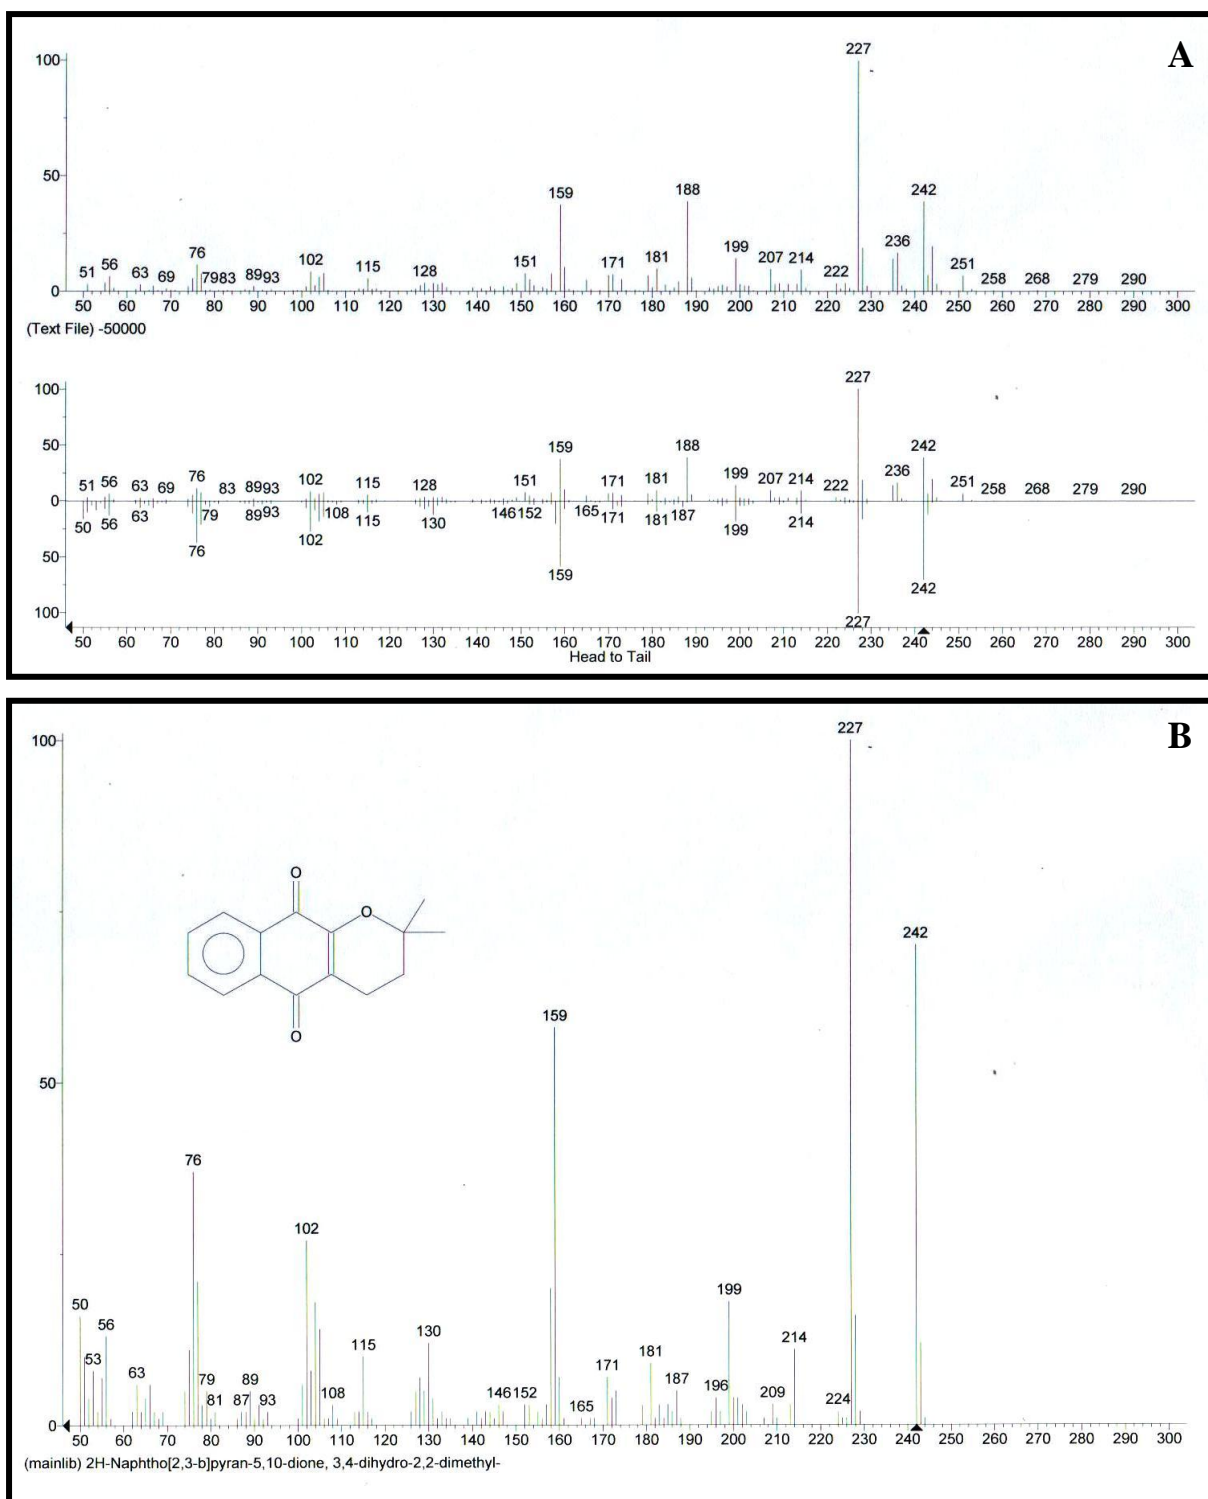 A
227
100
50
159
188
242
51 56 63 69 76 7983 8993 102 115 128 151 171 181 199 207 214 222 236 251 258 268 279 290
0
50 60 70 80 90 100 110 120 130 140 150 160 170 180 190 200 210 220 230 240 250 260 270 280 290 300
(Text File) -50000
227
100
50
159
188
242
51 56 63 69 76 83 8993 102 115 128 151 171 181 199 207 214 222 236 251 258 268 279 290
0
50 56 63 76 79 8993 102 108 115 130 146 152 159 165 171 181 187 199 214 227 242
50
100
50 60 70 80 90 100 110 120 130 140 150 160 170 180 190 200 210 220 230 240 250 260 270 280 290 300
Head to Tail
B
227
100
242
O
O
O
159
50
76
102
199
50 53 56 63 79 81 87 89 93 108 115 130 146 152 165 171 181 187 196 209 214 224
0
50 60 70 80 90 100 110 120 130 140 150 160 170 180 190 200 210 220 230 240 250 260 270 280 290 300
(mainlib) 2H-Naphtho[2,3-b]pyran-5,10-dione, 3,4-dihydro-2,2-dimethyl-